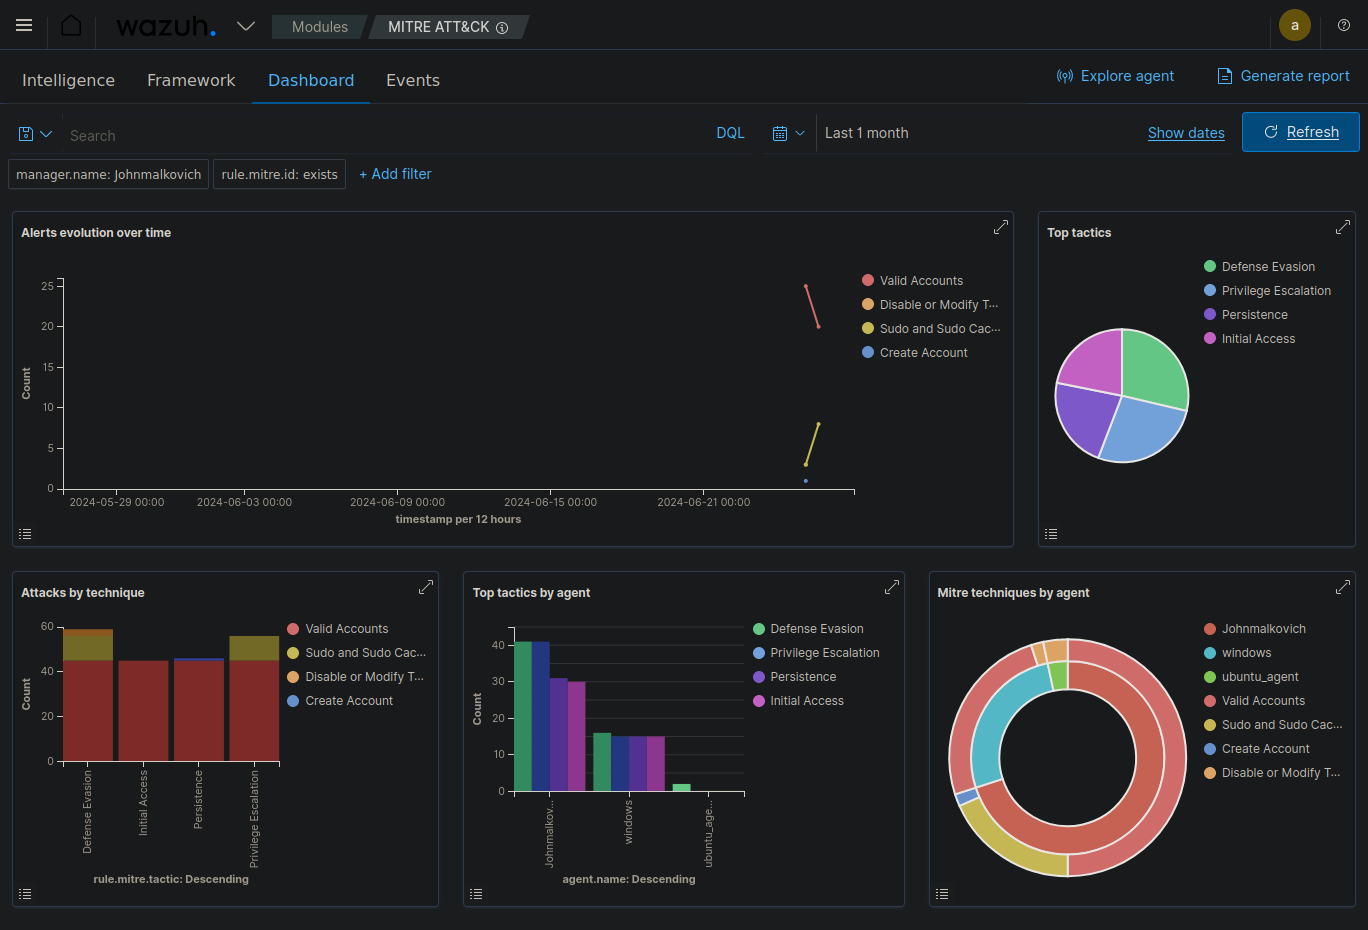 wazuh.
Modules
MITRE ATT&CK
a
Intelligence
Framework
Dashboard
Events
Explore agent
Generate report
Search
DQL
Last 1 month
Show dates
Refresh
manager.name: Johnmalkovich
rule.mitre.id: exists
+ Add filter
Alerts evolution over time
25
20
15
10
5
0
Count
2024-05-29 00:00
2024-06-03 00:00
2024-06-09 00:00
2024-06-15 00:00
2024-06-21 00:00
timestamp per 12 hours
Valid Accounts
Disable or Modify T...
Sudo and Sudo Cac...
Create Account
Top tactics
Defense Evasion
Privilege Escalation
Persistence
Initial Access
Attacks by technique
60
40
20
0
Count
Defense Evasion
Initial Access
Persistence
Privilege Escalation
rule.mitre.tactic: Descending
Valid Accounts
Sudo and Sudo Cac...
Disable or Modify T...
Create Account
Top tactics by agent
40
30
20
10
0
Count
Johnmalkov...
windows
ubuntu_age...
agent.name: Descending
Defense Evasion
Privilege Escalation
Persistence
Initial Access
Mitre techniques by agent
Johnmalkovich
windows
ubuntu_agent
Valid Accounts
Sudo and Sudo Cac...
Create Account
Disable or Modify T...